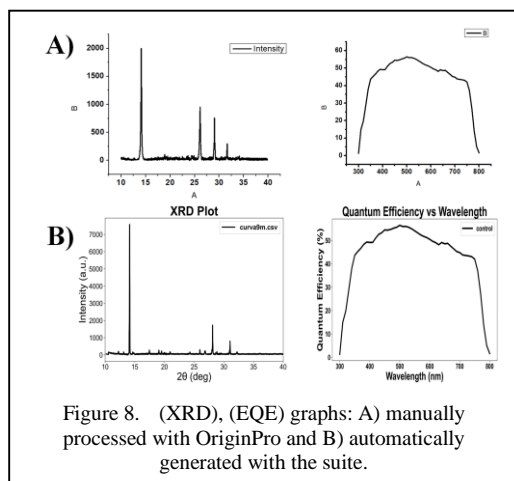 A)
Intensity
2000
1500
1000
500
0
B
10 15 20 25 30 35 40
A
B
60
50
40
30
20
10
0
B
300 400 500 600 700 800
A
B)
XRD Plot
curva9m.csv
7000
6000
5000
4000
3000
2000
1000
0
Intensity (a.u.)
10 15 20 25 30 35 40
2θ (deg)
Quantum Efficiency vs Wavelength
control
50
40
30
20
10
0
Quantum Efficiency (%)
300 400 500 600 700 800
Wavelength (nm)
Figure 8. (XRD), (EQE) graphs: A) manually
processed with OriginPro and B) automatically
generated with the suite.